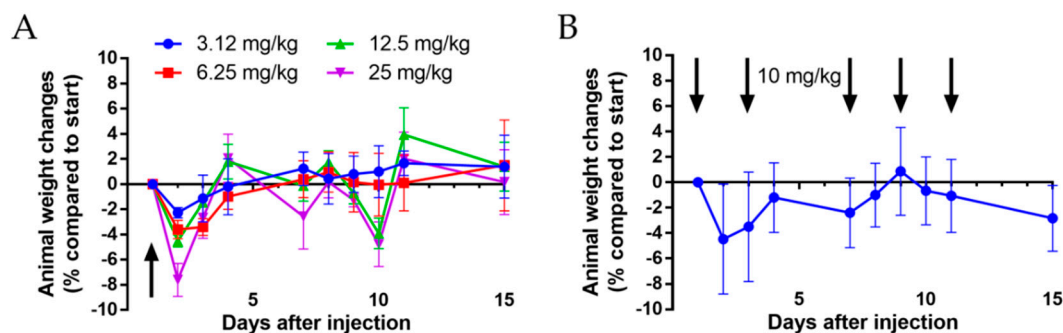 A
3.12 mg/kg
12.5 mg/kg
6.25 mg/kg
25 mg/kg
Animal weight changes
(% compared to start)
10
8
6
4
2
0
-2
-4
-6
-8
-10
5
10
15
Days after injection
B
10 mg/kg
Animal weight changes
(% compared to start)
10
8
6
4
2
0
-2
-4
-6
-8
-10
5
10
15
Days after injection